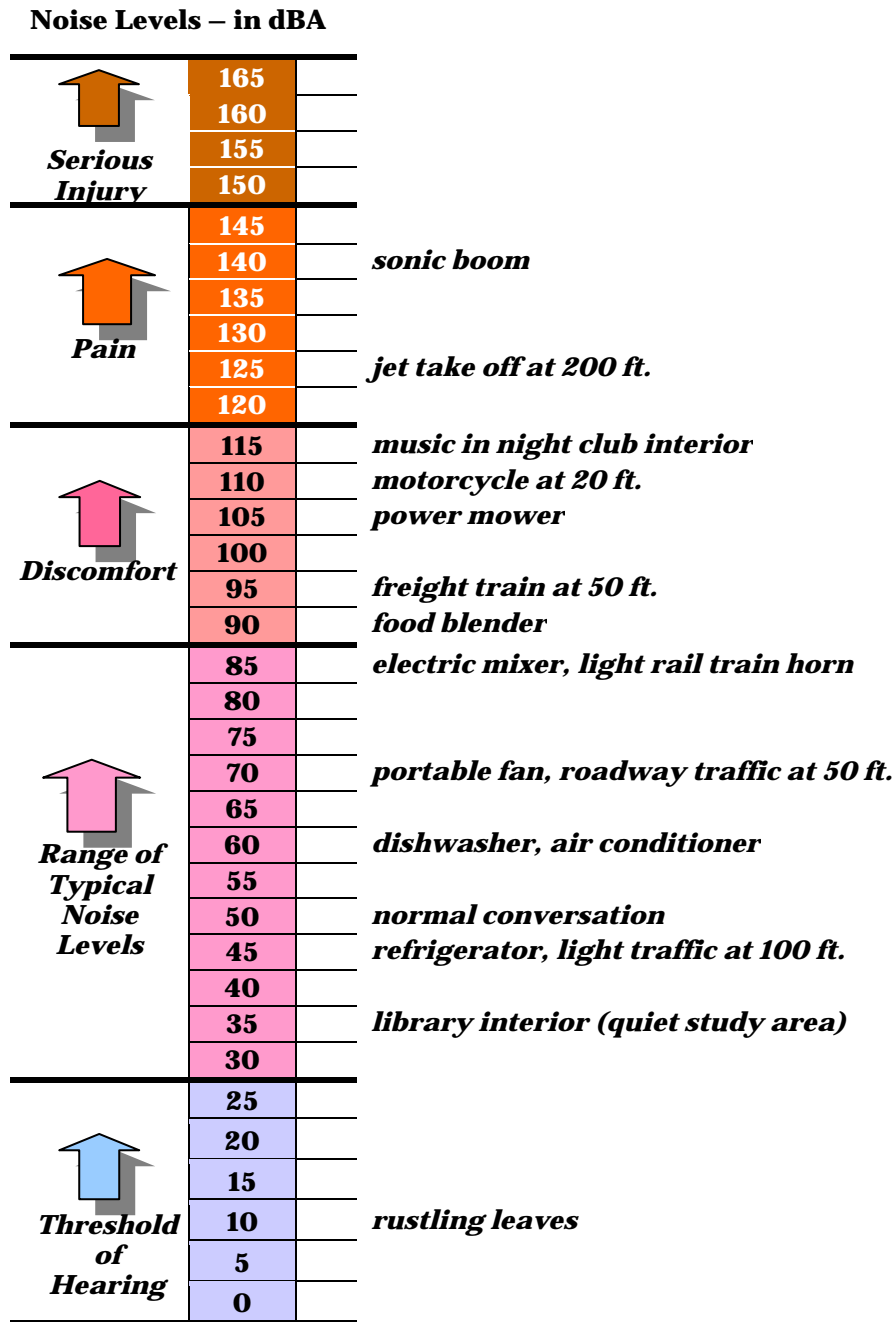 Noise Levels – in dBA
165
160
155
Serious
Injury
150
145
140 sonic boom
135
130
Pain
125 jet take off at 200 ft.
120
115 music in night club interior
110 motorcycle at 20 ft.
105 power mower
100
Discomfort
95 freight train at 50 ft.
90 food blender
85 electric mixer, light rail train horn
80
75
70 portable fan, roadway traffic at 50 ft.
65
60 dishwasher, air conditioner
Range of
Typical
Noise
Levels
55
50 normal conversation
45 refrigerator, light traffic at 100 ft.
40
35 library interior (quiet study area)
30
25
20
15
10 rustling leaves
Threshold
of
Hearing
5
0